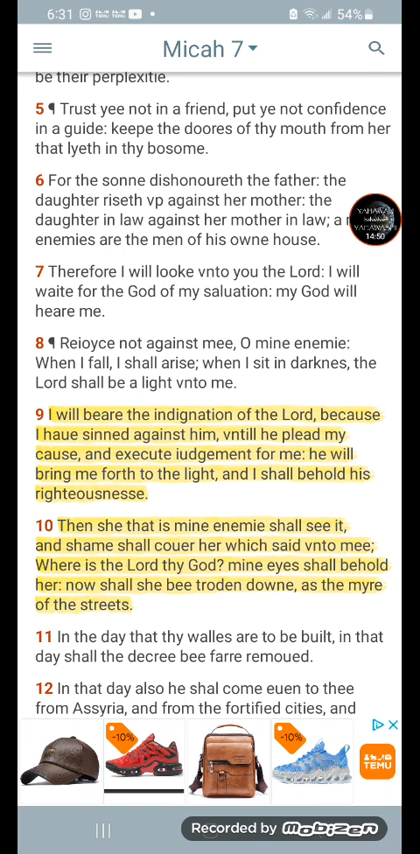 6:31 54%
Micah 7
be their perplexitie.
5 ¶ Trust yee not in a friend, put ye not confidence
in a guide: keepe the doores of thy mouth from her
that lyeth in thy bosome.
6 For the sonne dishonoureth the father: the
daughter riseth vp against her mother: the
daughter in law against her mother in law; a
enemies are the men of his owne house.
YAHAWAH
YAHAWASHI
14:50
7 Therefore I will looke vnto you the Lord: I will
waite for the God of my saluation: my God will
heare me.
8 ¶ Reioyce not against mee, O mine enemie:
When I fall, I shall arise; when I sit in darknes, the
Lord shall be a light vnto me.
9 I will beare the indignation of the Lord, because
I haue sinned against him, vntill he plead my
cause, and execute iudgement for me: he will
bring me forth to the light, and I shall behold his
righteousnesse.
10 Then she that is mine enemie shall see it,
and shame shall couer her which said vnto mee;
Where is the Lord thy God? mine eyes shall behold
her: now shall she bee troden downe, as the myre
of the streets.
11 In the day that thy walles are to be built, in that
day shall the decree bee farre remoued.
12 In that day also he shal come euen to thee
from Assyria, and from the fortified cities, and
-10%
-10%
TEMU
Recorded by mobizen